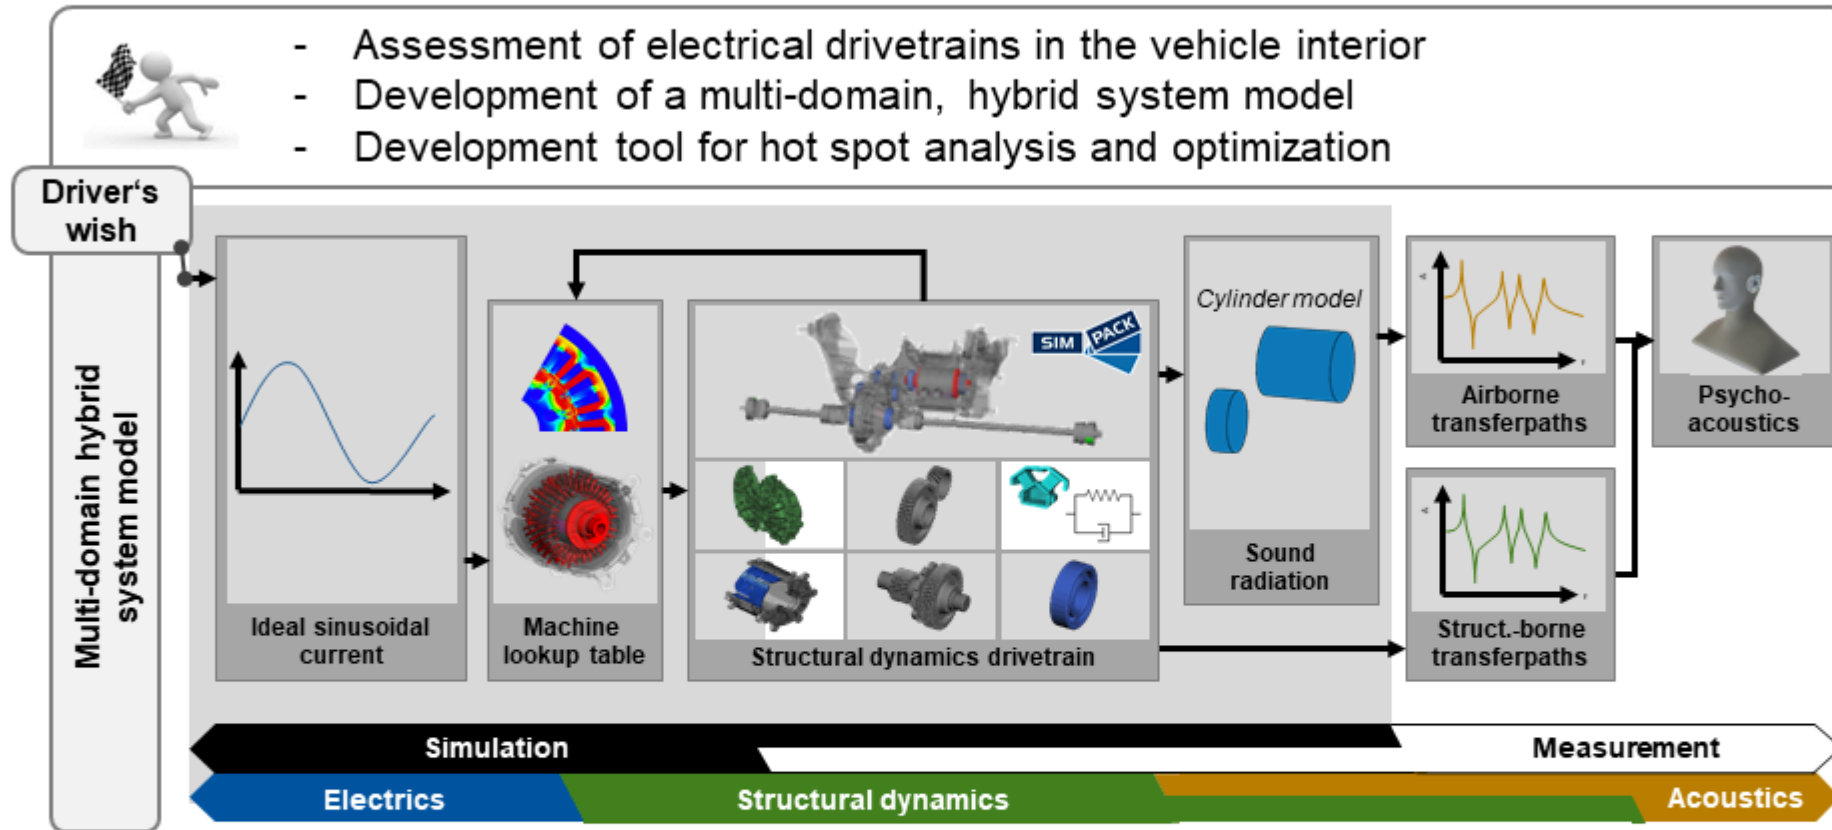 - Assessment of electrical drivetrains in the vehicle interior
- Development of a multi-domain, hybrid system model
- Development tool for hot spot analysis and optimization
Driver‘s
wish
Multi-domain hybrid
system model
Ideal sinusoidal
current
Machine
lookup table
SIM PACK
Structural dynamics drivetrain
Cylinder model
Sound
radiation
Airborne
transferpaths
Struct.-borne
transferpaths
Psycho-
acoustics
Simulation
Measurement
Electrics
Structural dynamics
Acoustics